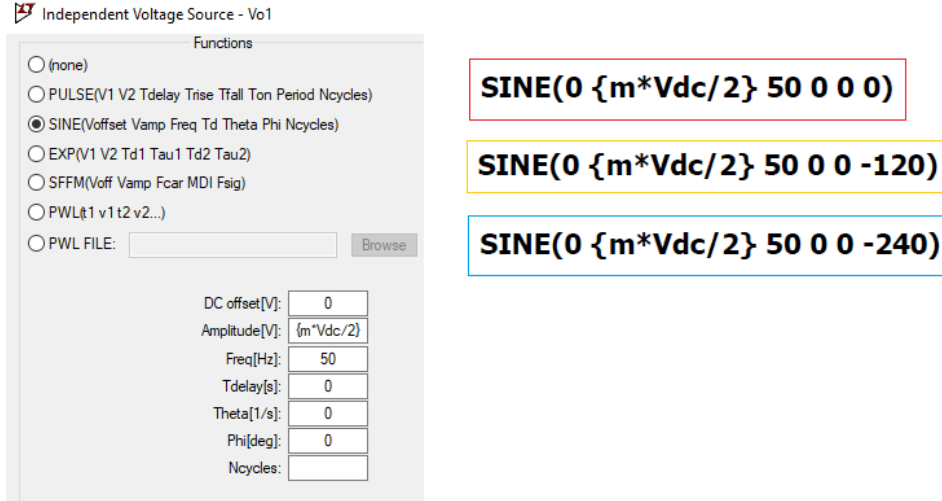 Independent Voltage Source - Vo1
Functions
(none)
PULSE(V1 V2 Tdelay Trise Tfall Ton Period Ncycles)
SINE(Voffset Vamp Freq Td Theta Phi Ncycles)
EXP(V1 V2 Td1 Tau1 Td2 Tau2)
SFFM(Voff Vamp Fcar MDI Fsig)
PWL(t1 v1 t2 v2...)
PWL FILE: Browse
DC offset[V]: 0
Amplitude[V]: {m*Vdc/2}
Freq[Hz]: 50
Tdelay[s]: 0
Theta[1/s]: 0
Phi[deg]: 0
Ncycles:
SINE(0 {m*Vdc/2} 50 0 0 0)
SINE(0 {m*Vdc/2} 50 0 0 -120)
SINE(0 {m*Vdc/2} 50 0 0 -240)